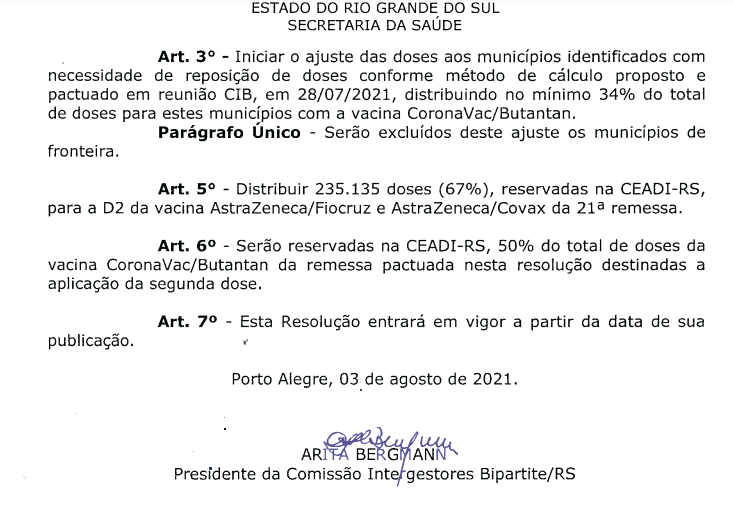 ESTADO DO RIO GRANDE DO SUL
SECRETARIA DA SAÚDE
Art. 3º - Iniciar o ajuste das doses aos municípios identificados com
necessidade de reposição de doses conforme método de cálculo proposto e
pactuado em reunião CIB, em 28/07/2021, distribuindo no mínimo 34% do total
de doses para estes municípios com a vacina CoronaVac/Butantan.
Parágrafo Único - Serão excluídos deste ajuste os municípios de
fronteira.
Art. 5º - Distribuir 235.135 doses (67%), reservadas na CEADI-RS,
para a D2 da vacina AstraZeneca/Fiocruz e AstraZeneca/Covax da 21ª remessa.
Art. 6º - Serão reservadas na CEADI-RS, 50% do total de doses da
vacina CoronaVac/Butantan da remessa pactuada nesta resolução destinadas a
aplicação da segunda dose.
Art. 7º - Esta Resolução entrará em vigor a partir da data de sua
publicação.
Porto Alegre, 03 de agosto de 2021.
ARITA BERGMANN
Presidente da Comissão Intergestores Bipartite/RS